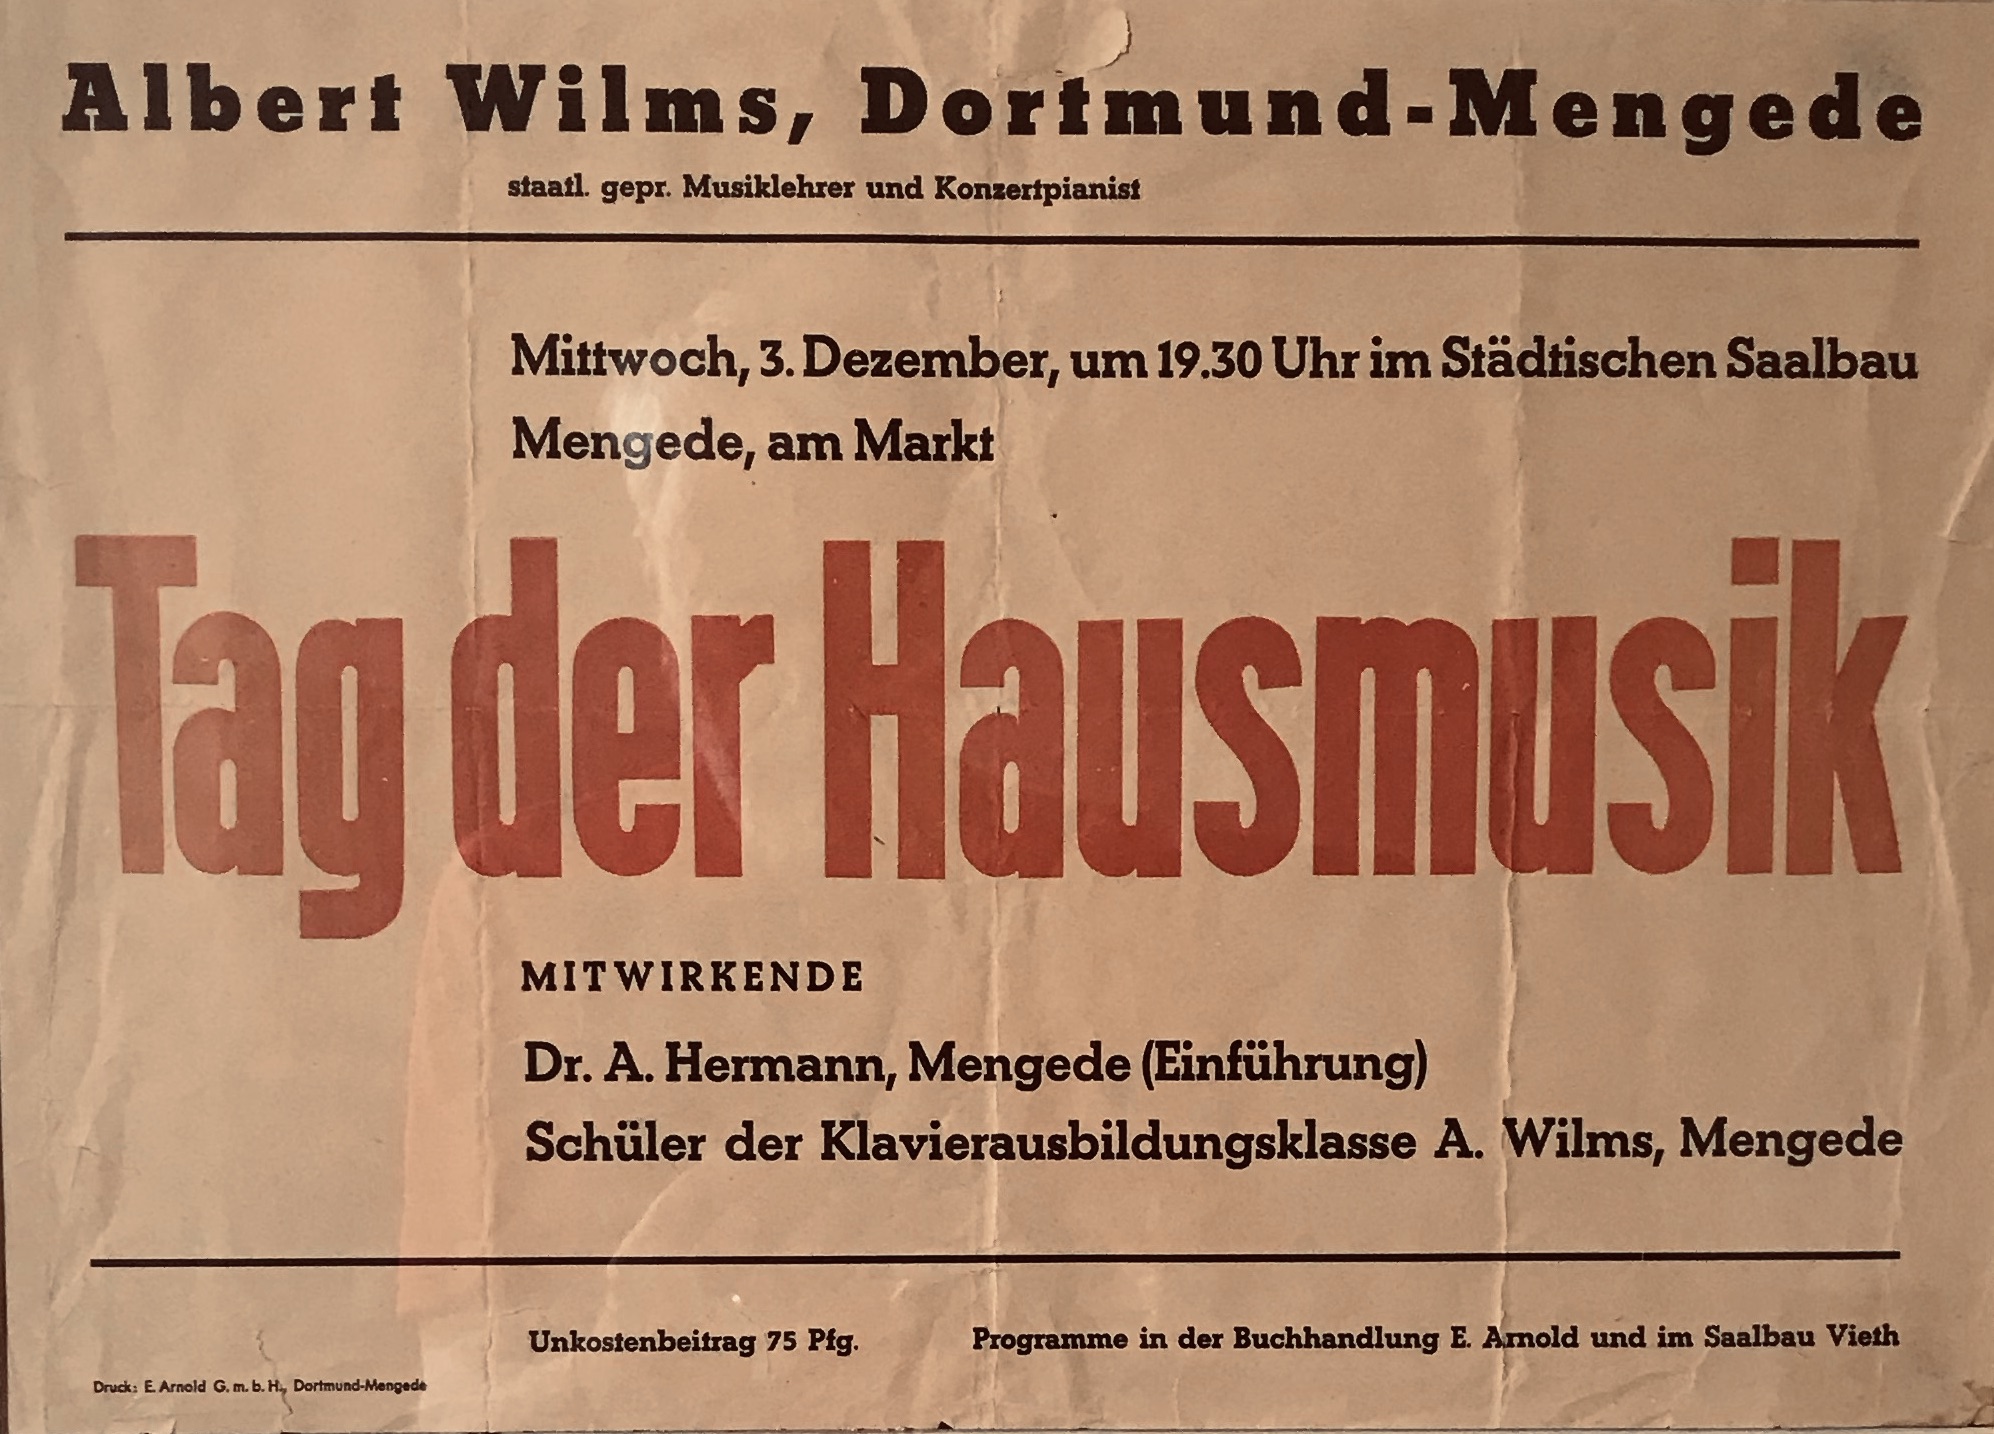 Albert Wilms, Dortmund-Mengede
staatl. gepr. Musiklehrer und Konzertpianist
Mittwoch, 3. Dezember, um 19.30 Uhr im Städtischen Saalbau
Mengede, am Markt
Tag der Hausmusik
MITWIRKENDE
Dr. A. Hermann, Mengede (Einführung)
Schüler der Klavierausbildungsklasse A. Wilms, Mengede
Unkostenbeitrag 75 Pfg. Programme in der Buchhandlung E. Arnold und im Saalbau Vieth
Druck: E. Arnold G. m. b. H., Dortmund-Mengede